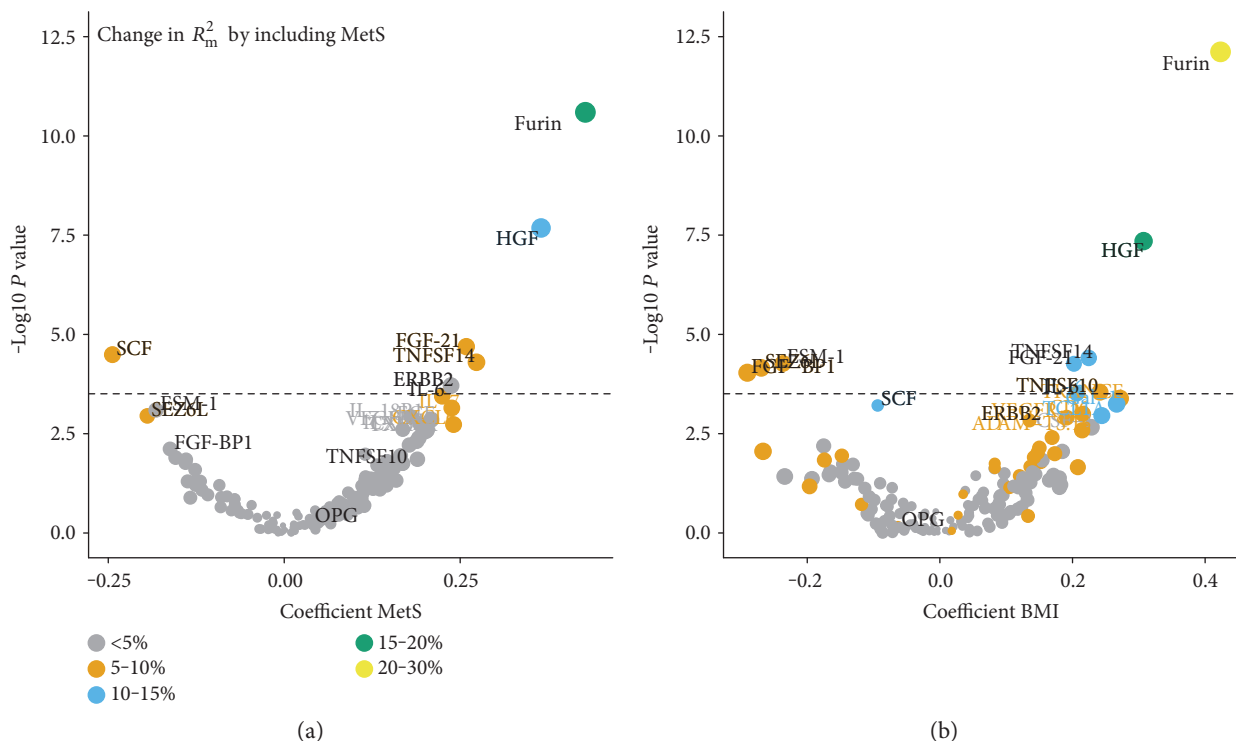 Change in R²m by including MetS
12.5
10.0
7.5
5.0
2.5
0.0
-Log10 P value
Furin
HGF
FGF-21
TNFSF14
SCF
ERBB2
IL-6
ESM-1
SEZ6L
FGF-BP1
TNFSF10
OPG
−0.25
0.00
0.25
Coefficient MetS
<5%
5-10%
10-15%
15-20%
20-30%
(a)
12.5
10.0
7.5
5.0
2.5
0.0
-Log10 P value
Furin
HGF
TNFSF14
FGF-21
ESM-1
SEZ6L
FGF-BP1
TNFSF10
IL-6
SCF
ERBB2
OPG
−0.2
0.0
0.2
0.4
Coefficient BMI
(b)